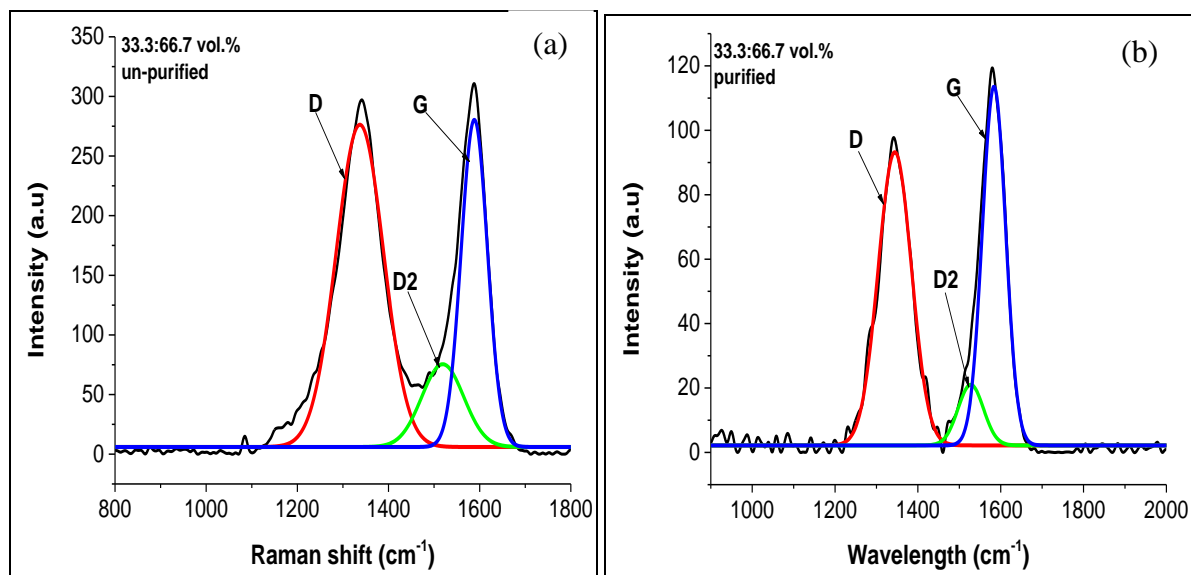 (a)
33.3:66.7 vol.%
un-purified
D
G
D2
350
300
250
200
150
100
50
0
Intensity (a.u)
800
1000
1200
1400
1600
1800
Raman shift (cm-1)
(b)
33.3:66.7 vol.%
purified
G
D
D2
120
100
80
60
40
20
0
Intensity (a.u)
1000
1200
1400
1600
1800
2000
Wavelength (cm-1)